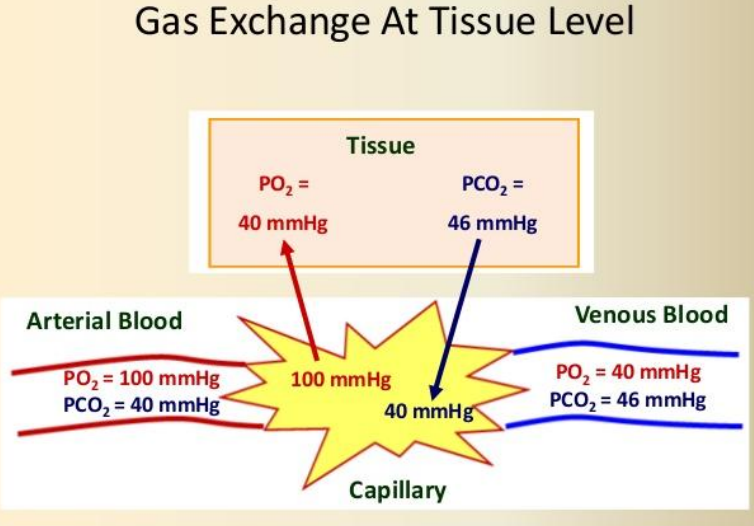 Gas Exchange At Tissue Level
Tissue
PO₂ =
40 mmHg
PCO₂ =
46 mmHg
Arterial Blood
PO₂ = 100 mmHg
PCO₂ = 40 mmHg
100 mmHg
40 mmHg
Venous Blood
PO₂ = 40 mmHg
PCO₂ = 46 mmHg
Capillary